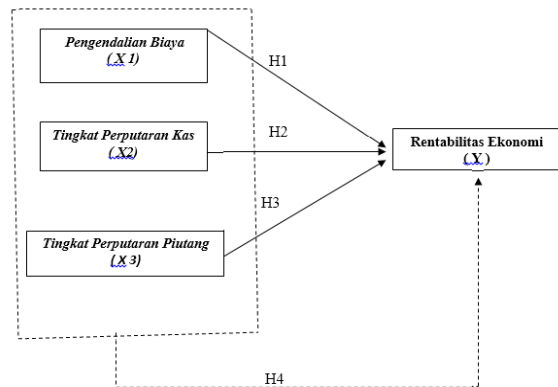 Pengendalian Biaya
( X 1)
H1
Tingkat Perputaran Kas
( X2)
H2
Rentabilitas Ekonomi
( Y )
H3
Tingkat Perputaran Piutang
( X 3)
H4